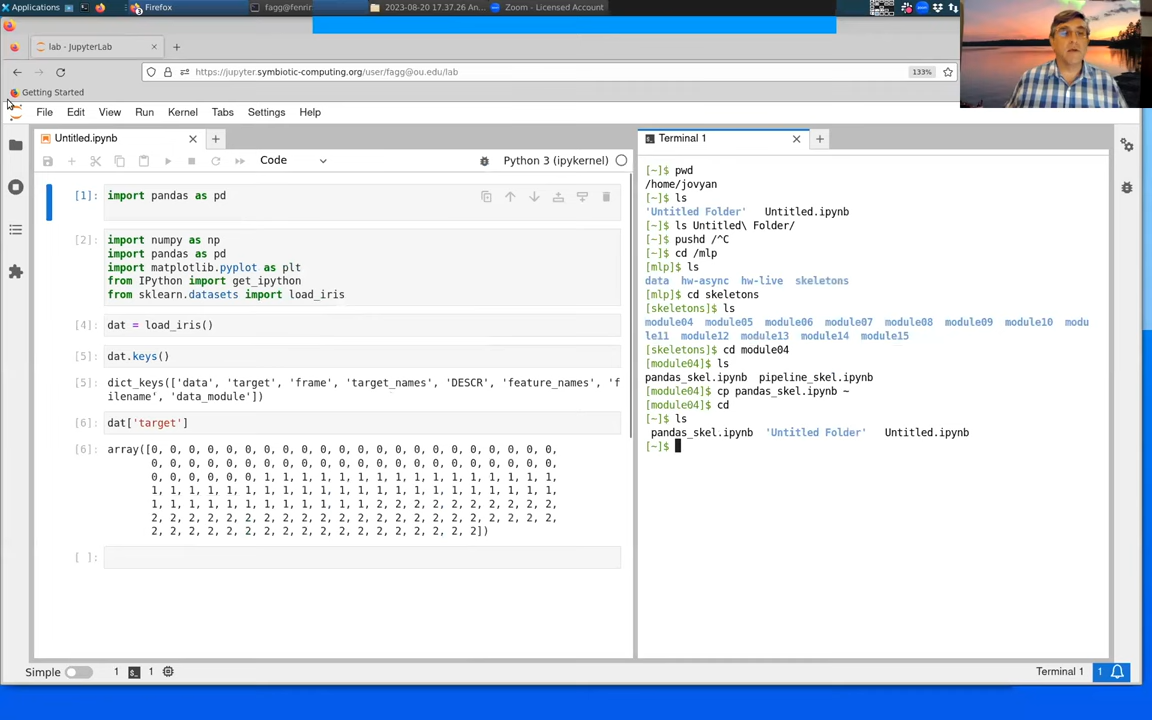 Applications
Firefox
fagg@fenrir
2023-08-20 17.37.26 An...
Zoom - Licensed Account
lab - JupyterLab
https://jupyter.symbiotic-computing.org/user/fagg@ou.edu/lab
133%
Getting Started
File Edit View Run Kernel Tabs Settings Help
Untitled.ipynb
Code
Python 3 (ipykernel)
[1]: import pandas as pd
[2]: import numpy as np
import pandas as pd
import matplotlib.pyplot as plt
from IPython import get_ipython
from sklearn.datasets import load_iris
[4]: dat = load_iris()
[5]: dat.keys()
[5]: dict_keys(['data', 'target', 'frame', 'target_names', 'DESCR', 'feature_names', 'f
ilename', 'data_module'])
[6]: dat['target']
[6]: array([0, 0, 0, 0, 0, 0, 0, 0, 0, 0, 0, 0, 0, 0, 0, 0, 0, 0, 0, 0, 0, 0,
0, 0, 0, 0, 0, 0, 0, 0, 0, 0, 0, 0, 0, 0, 0, 0, 0, 0, 0, 0, 0, 0,
0, 0, 0, 0, 0, 0, 1, 1, 1, 1, 1, 1, 1, 1, 1, 1, 1, 1, 1, 1, 1, 1,
1, 1, 1, 1, 1, 1, 1, 1, 1, 1, 1, 1, 1, 1, 1, 1, 1, 1, 1, 1, 1, 1,
1, 1, 1, 1, 1, 1, 1, 1, 1, 1, 1, 1, 2, 2, 2, 2, 2, 2, 2, 2, 2, 2,
2, 2, 2, 2, 2, 2, 2, 2, 2, 2, 2, 2, 2, 2, 2, 2, 2, 2, 2, 2, 2, 2,
2, 2, 2, 2, 2, 2, 2, 2, 2, 2, 2, 2, 2, 2, 2, 2, 2, 2])
[ ]:
Terminal 1
[~]$ pwd
/home/jovyan
[~]$ ls
'Untitled Folder' Untitled.ipynb
[~]$ ls Untitled\ Folder/
[~]$ pushd /^C
[~]$ cd /mlp
[mlp]$ ls
data hw-async hw-live skeletons
[mlp]$ cd skeletons
[skeletons]$ ls
module04 module05 module06 module07 module08 module09 module10 modu
le11 module12 module13 module14 module15
[skeletons]$ cd module04
[module04]$ ls
pandas_skel.ipynb pipeline_skel.ipynb
[module04]$ cp pandas_skel.ipynb ~
[module04]$ cd
[~]$ ls
pandas_skel.ipynb 'Untitled Folder' Untitled.ipynb
[~]$
Simple 1 1
Terminal 1 1